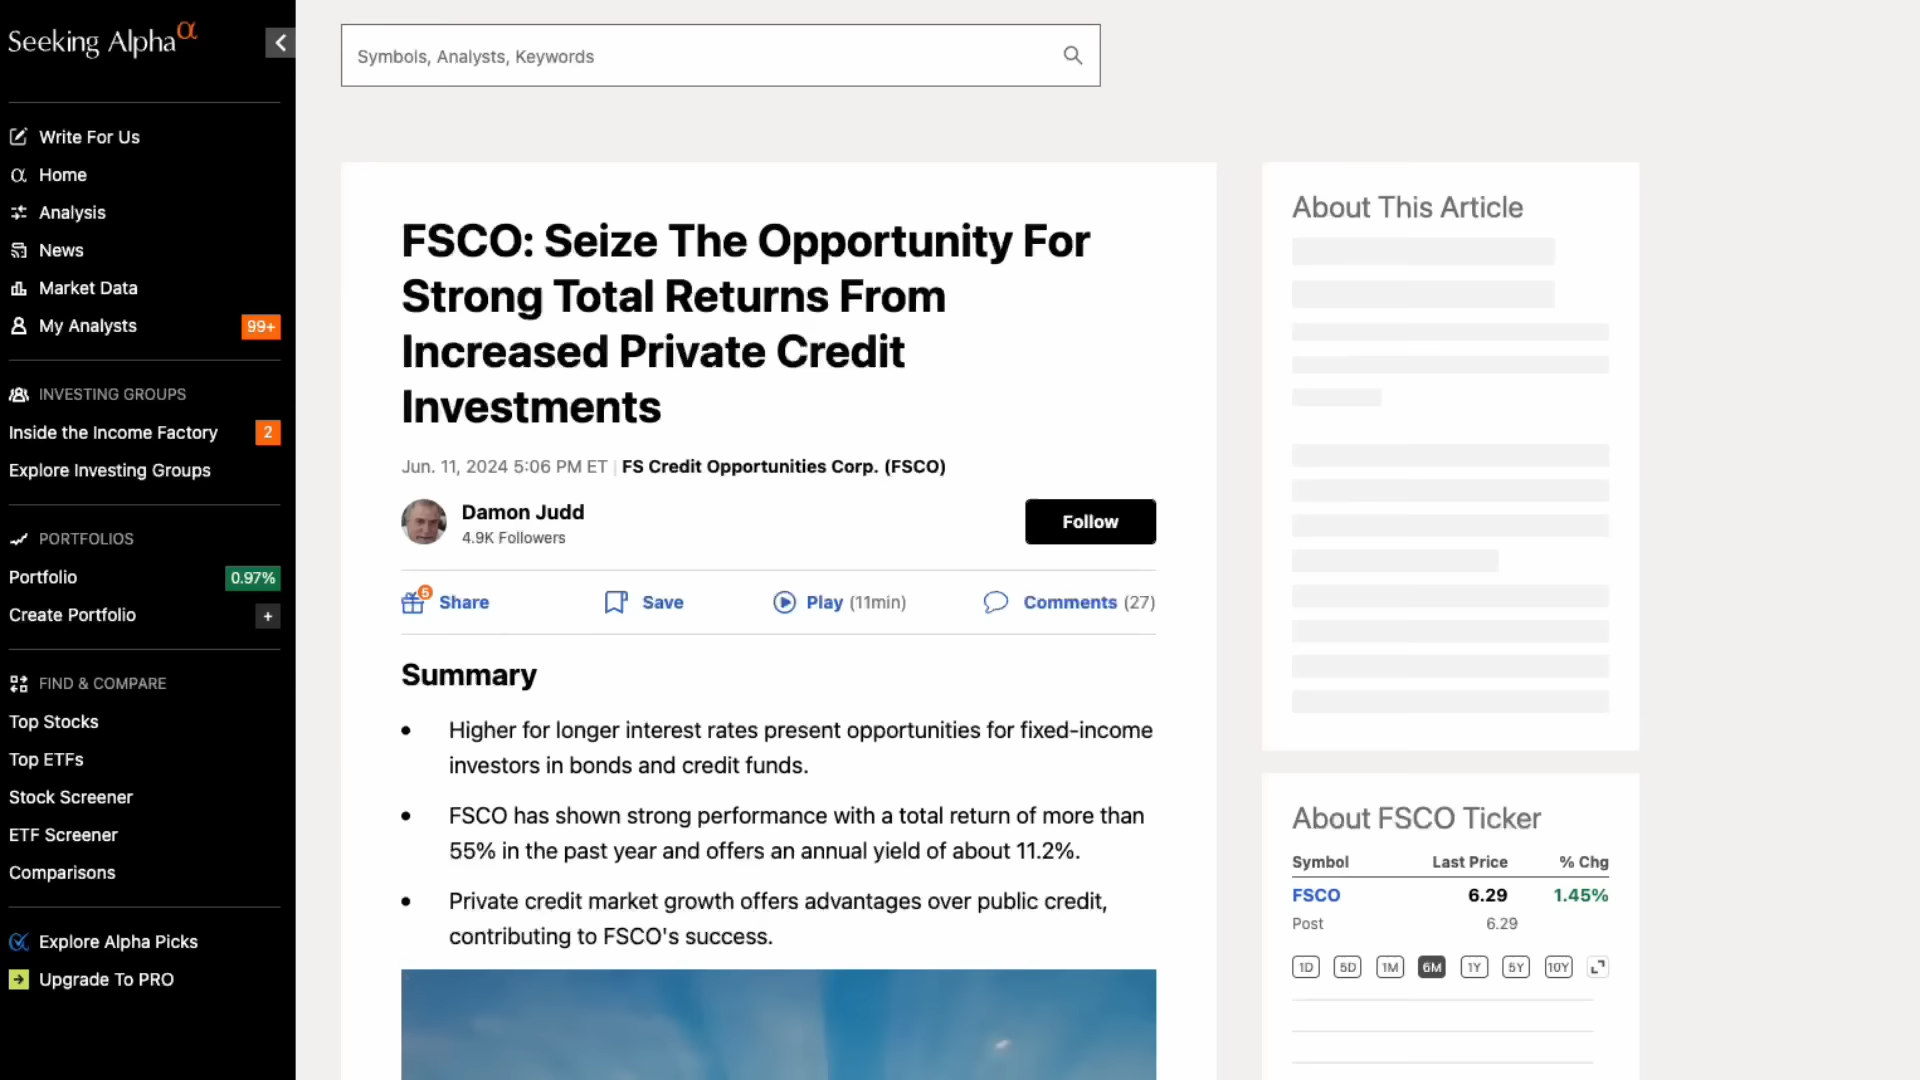 Seeking Alpha α
Symbols, Analysts, Keywords
Write For Us
Home
Analysis
News
Market Data
My Analysts 99+
INVESTING GROUPS
Inside the Income Factory 2
Explore Investing Groups
PORTFOLIOS
Portfolio 0.97%
Create Portfolio +
FIND & COMPARE
Top Stocks
Top ETFs
Stock Screener
ETF Screener
Comparisons
Explore Alpha Picks
Upgrade To PRO
FSCO: Seize The Opportunity For
Strong Total Returns From
Increased Private Credit
Investments
Jun. 11, 2024 5:06 PM ET | FS Credit Opportunities Corp. (FSCO)
Damon Judd
4.9K Followers
Follow
5 Share Save Play (11min) Comments (27)
Summary
• Higher for longer interest rates present opportunities for fixed-income
investors in bonds and credit funds.
• FSCO has shown strong performance with a total return of more than
55% in the past year and offers an annual yield of about 11.2%.
• Private credit market growth offers advantages over public credit,
contributing to FSCO's success.
About This Article
About FSCO Ticker
Symbol Last Price % Chg
FSCO 6.29 1.45%
Post 6.29
1D 5D 1M 6M 1Y 5Y 10Y